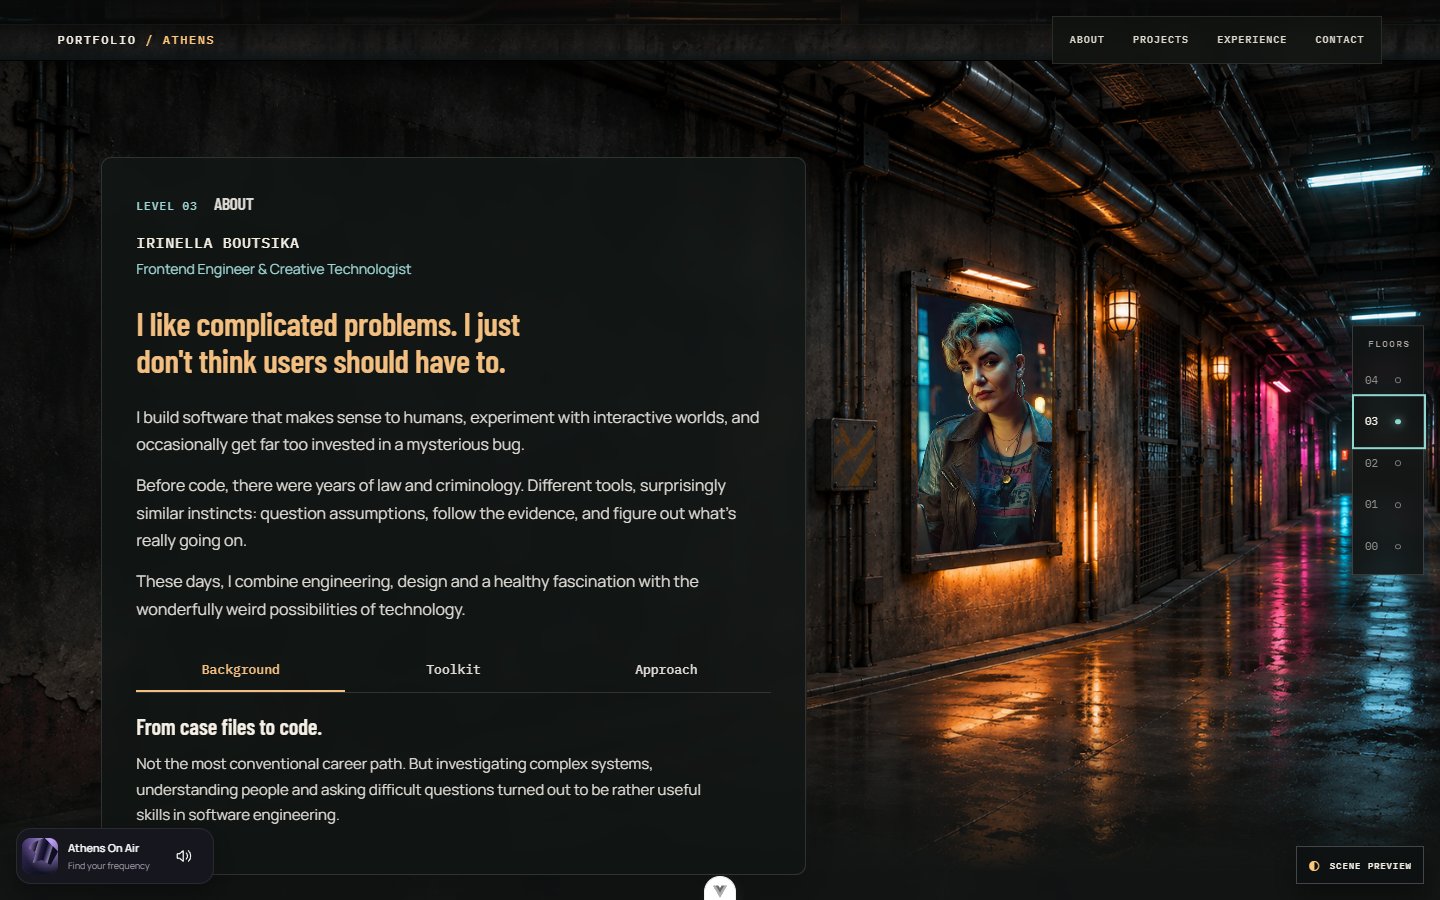 PORTFOLIO / ATHENS
ABOUT PROJECTS EXPERIENCE CONTACT
LEVEL 03 ABOUT
IRINELLA BOUTSIKA
Frontend Engineer & Creative Technologist
I like complicated problems. I just
don't think users should have to.
I build software that makes sense to humans, experiment with interactive worlds, and
occasionally get far too invested in a mysterious bug.
Before code, there were years of law and criminology. Different tools, surprisingly
similar instincts: question assumptions, follow the evidence, and figure out what's
really going on.
These days, I combine engineering, design and a healthy fascination with the
wonderfully weird possibilities of technology.
Background Toolkit Approach
From case files to code.
Not the most conventional career path. But investigating complex systems,
understanding people and asking difficult questions turned out to be rather useful
skills in software engineering.
FLOORS
04
03
02
01
00
Athens On Air
Find your frequency
SCENE PREVIEW